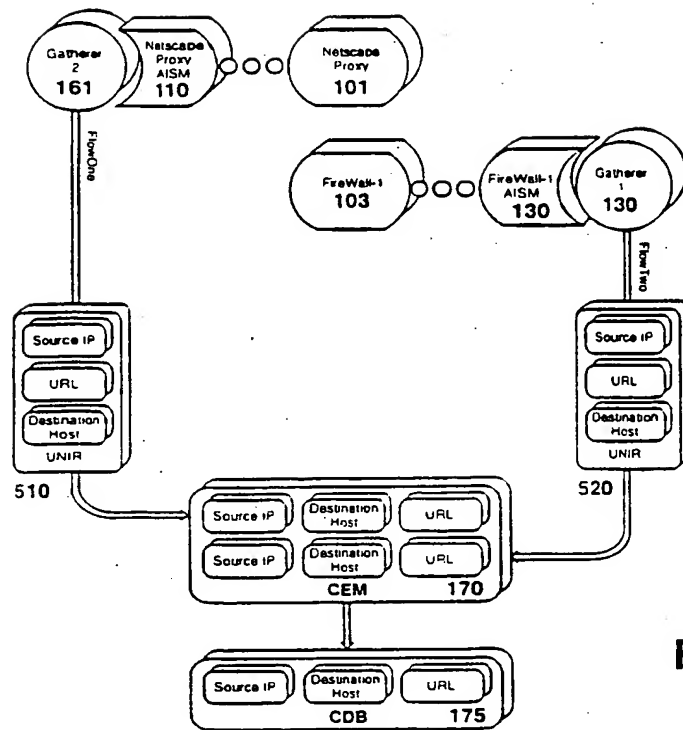 Gatherer
2
161
Netscape
Proxy
AISM
110
Netscape
Proxy
101
FireWall-1
103
FireWall-1
AISM
130
Gatherer
1
130
FlowOne
FlowTwo
Source IP
URL
Destination
Host
UNIR
510
Source IP
URL
Destination
Host
UNIR
520
Source IP
Destination
Host
URL
Source IP
Destination
Host
URL
CEM
170
Source IP
Destination
Host
URL
CDB
175